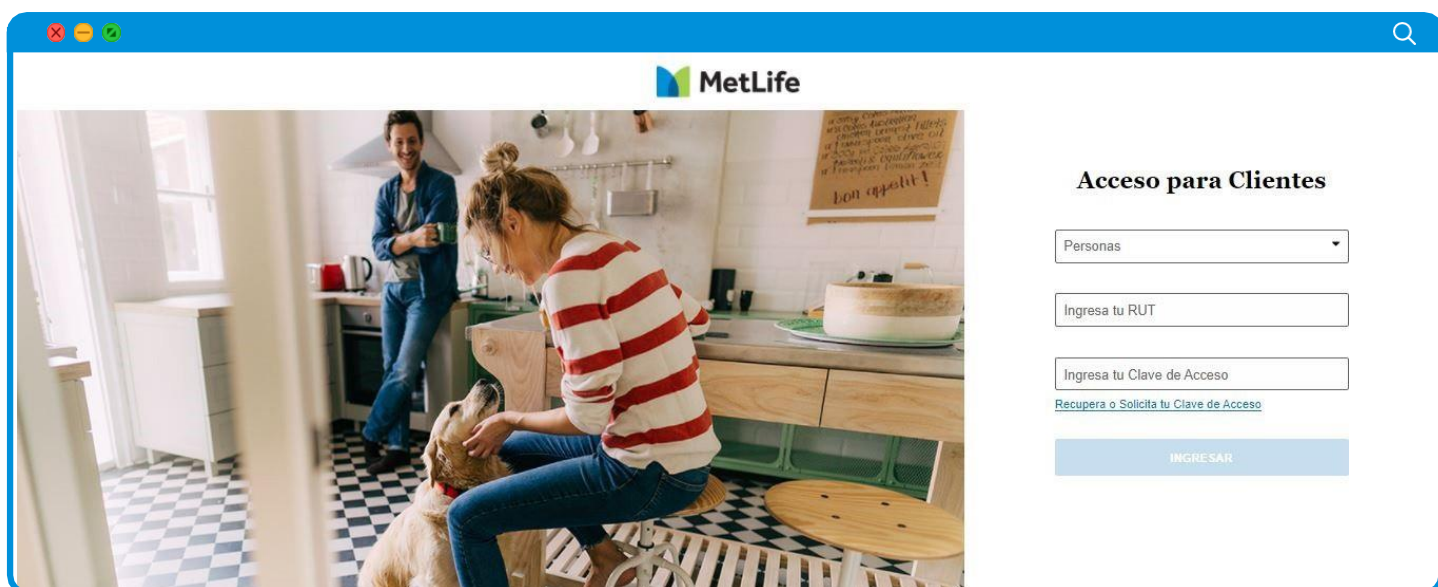 MetLife
bon appetit!
Acceso para Clientes
Personas
Ingresa tu RUT
Ingresa tu Clave de Acceso
Recupera o Solicita tu Clave de Acceso
INGRESAR